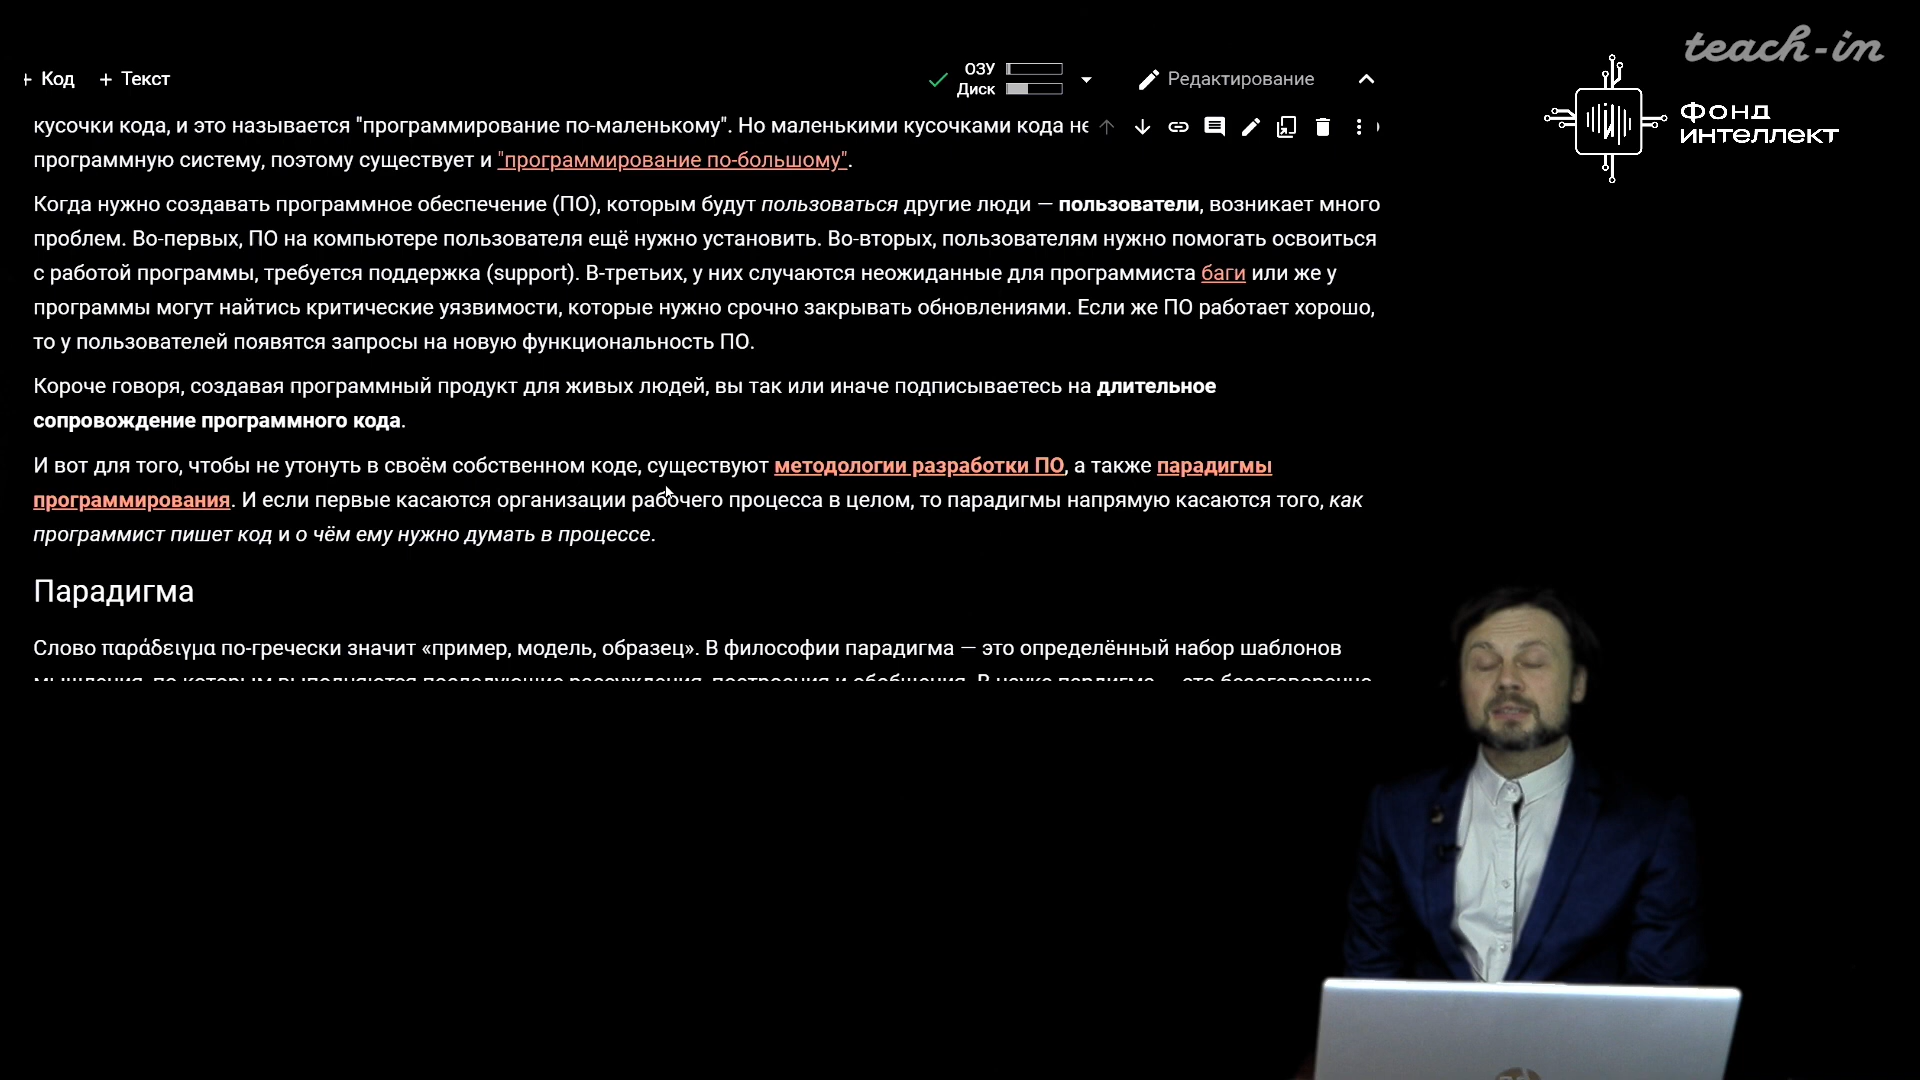 teach-in
Фонд
интеллект
+ Код + Текст
ОЗУ
Диск
Редактирование
кусочки кода, и это называется "программирование по-маленькому". Но маленькими кусочками кода не
программную систему, поэтому существует и "программирование по-большому".
Когда нужно создавать программное обеспечение (ПО), которым будут пользоваться другие люди — пользователи, возникает много
проблем. Во-первых, ПО на компьютере пользователя ещё нужно установить. Во-вторых, пользователям нужно помогать освоиться
с работой программы, требуется поддержка (support). В-третьих, у них случаются неожиданные для программиста баги или же у
программы могут найтись критические уязвимости, которые нужно срочно закрывать обновлениями. Если же ПО работает хорошо,
то у пользователей появятся запросы на новую функциональность ПО.
Короче говоря, создавая программный продукт для живых людей, вы так или иначе подписываетесь на длительное
сопровождение программного кода.
И вот для того, чтобы не утонуть в своём собственном коде, существуют методологии разработки ПО, а также парадигмы
программирования. И если первые касаются организации рабочего процесса в целом, то парадигмы напрямую касаются того, как
программист пишет код и о чём ему нужно думать в процессе.
Парадигма
Слово παράδειγμα по-гречески значит «пример, модель, образец». В философии парадигма — это определённый набор шаблонов